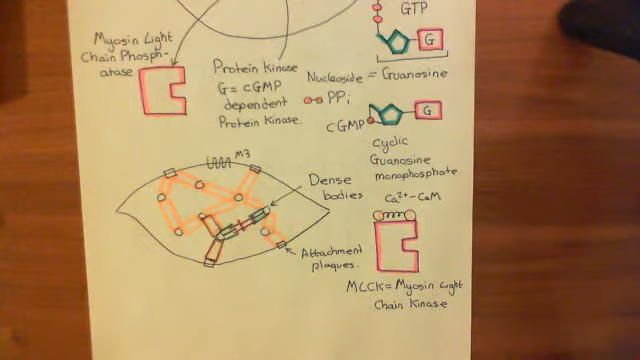 GTP
G
Nucleoside = Guanosine
Myosin Light
Chain Phosph-
atase
Protein Kinase
G = cGMP
dependent
Protein Kinase.
PPi
cGMP
G
cyclic
Guanosine
monophosphate
M3
Dense
bodies
Attachment
plaques.
Ca2+-CaM
MLCK = Myosin Light
Chain Kinase